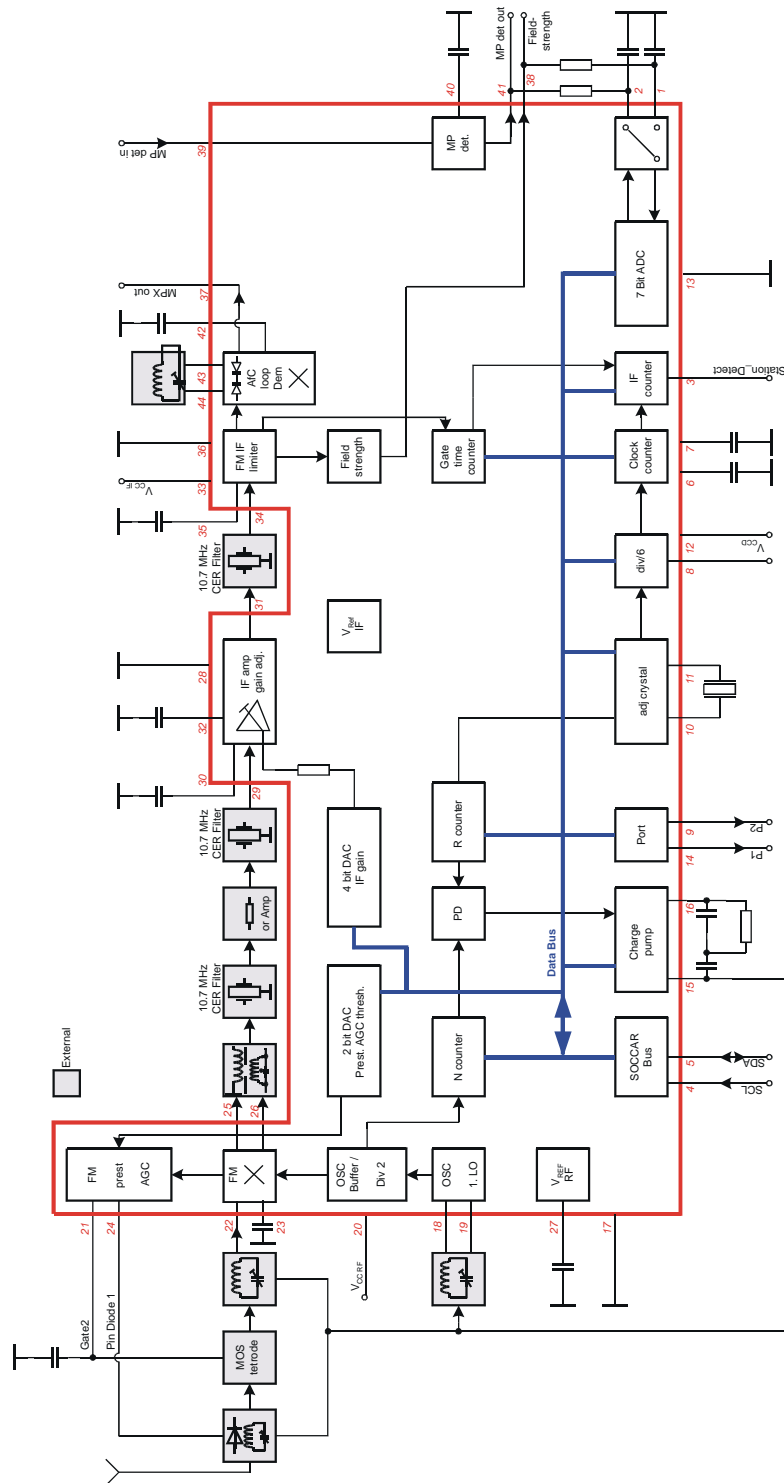 External
21
24
Gate2
Pin Diode 1
FM
prest
AGC
MOS
tetrode
22
23
FM
25
26
10.7 MHz
CER Filter
or Amp
10.7 MHz
CER Filter
29
30
32
28
IF amp
gain adj.
31
10.7 MHz
CER Filter
34
35
VCC IF
33
36
FM IF
limiter
44
43
42
37
AFC
loop
Dem
MPX out
MP det in
39
MP
det.
40
41
38
MP det out
Field-
strength
2 bit DAC
Prest. AGC thresh.
4 bit DAC
IF gain
VRef
IF
Field
strength
20
VCC RF
OSC
Buffer /
Div 2
18
19
OSC
1. LO
N counter
PD
R counter
Gate
time
counter
Data Bus
VREF
RF
27
17
SOCCAR
Bus
4
5
SCL
SDA
Charge
pump
15
16
Port
14
9
P1
P2
adj crystal
10
11
div/6
8
12
VCCD
Clock
counter
6
7
IF
counter
3
Station_Detect
7 Bit ADC
13
2
1